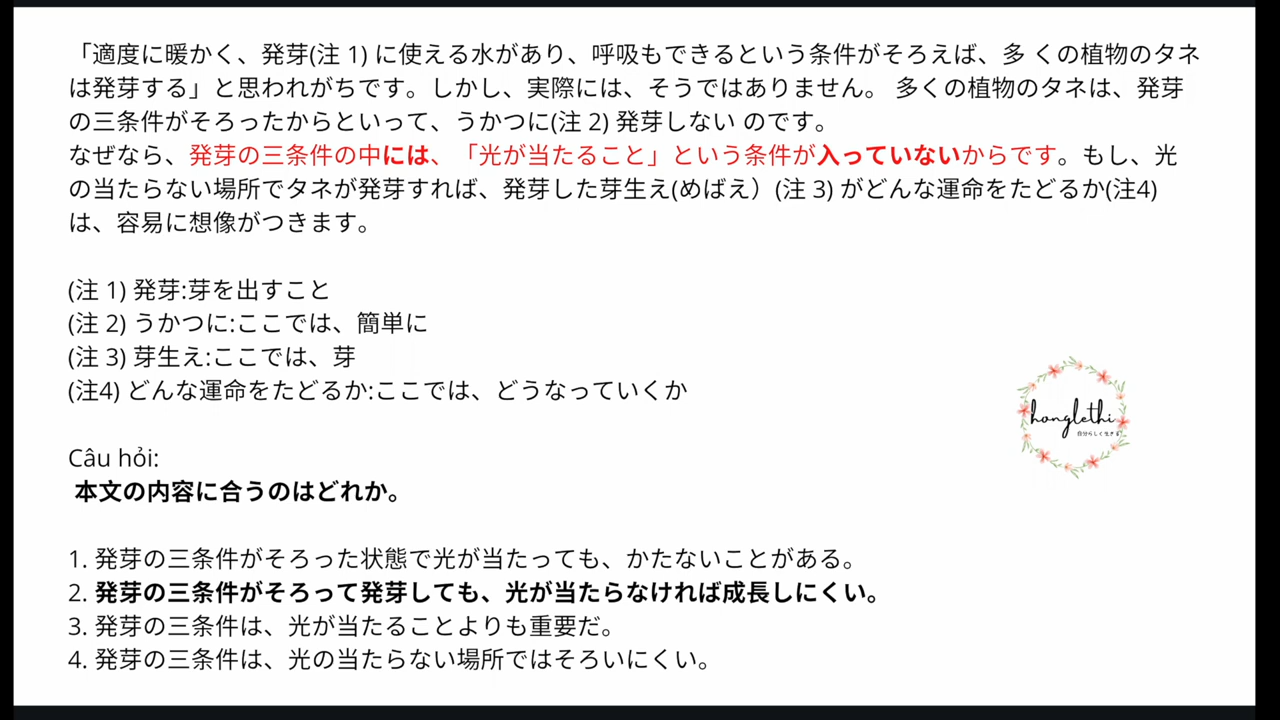 「適度に暖かく、発芽(注 1) に使える水があり、呼吸もできるという条件がそろえば、多 くの植物のタネ
は発芽する」と思われがちです。しかし、実際には、そうではありません。 多くの植物のタネは、発芽
の三条件がそろったからといって、うかつに(注 2) 発芽しない のです。
なぜなら、発芽の三条件の中には、「光が当たること」という条件が入っていないからです。もし、光
の当たらない場所でタネが発芽すれば、発芽した芽生え(めばえ）(注 3) がどんな運命をたどるか(注4)
は、容易に想像がつきます。
(注 1) 発芽:芽を出すこと
(注 2) うかつに:ここでは、簡単に
(注 3) 芽生え:ここでは、芽
(注4) どんな運命をたどるか:ここでは、どうなっていくか
honglethi
自分らしく生きる
Câu hỏi:
本文の内容に合うのはどれか。
1. 発芽の三条件がそろった状態で光が当たっても、かたないことがある。
2. 発芽の三条件がそろって発芽しても、光が当たらなければ成長しにくい。
3. 発芽の三条件は、光が当たることよりも重要だ。
4. 発芽の三条件は、光の当たらない場所ではそろいにくい。